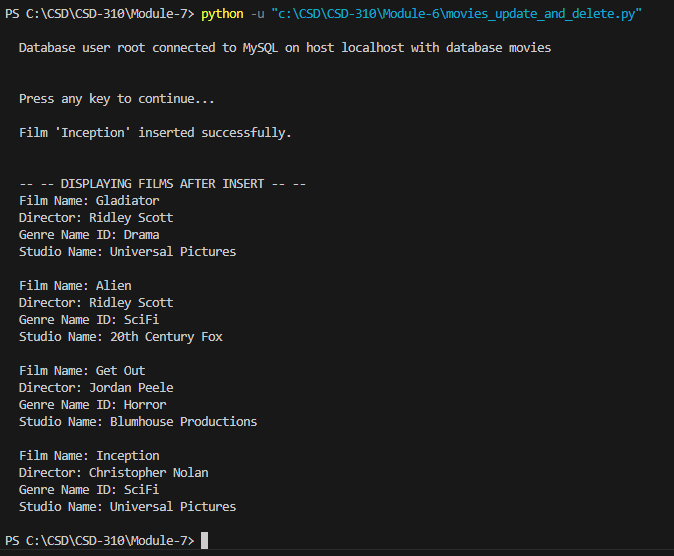 PS C:\CSD\CSD-310\Module-7> python -u "c:\CSD\CSD-310\Module-6\movies_update_and_delete.py"
Database user root connected to MySQL on host localhost with database movies
Press any key to continue...
Film 'Inception' inserted successfully.
-- -- DISPLAYING FILMS AFTER INSERT -- --
Film Name: Gladiator
Director: Ridley Scott
Genre Name ID: Drama
Studio Name: Universal Pictures
Film Name: Alien
Director: Ridley Scott
Genre Name ID: SciFi
Studio Name: 20th Century Fox
Film Name: Get Out
Director: Jordan Peele
Genre Name ID: Horror
Studio Name: Blumhouse Productions
Film Name: Inception
Director: Christopher Nolan
Genre Name ID: SciFi
Studio Name: Universal Pictures
PS C:\CSD\CSD-310\Module-7>